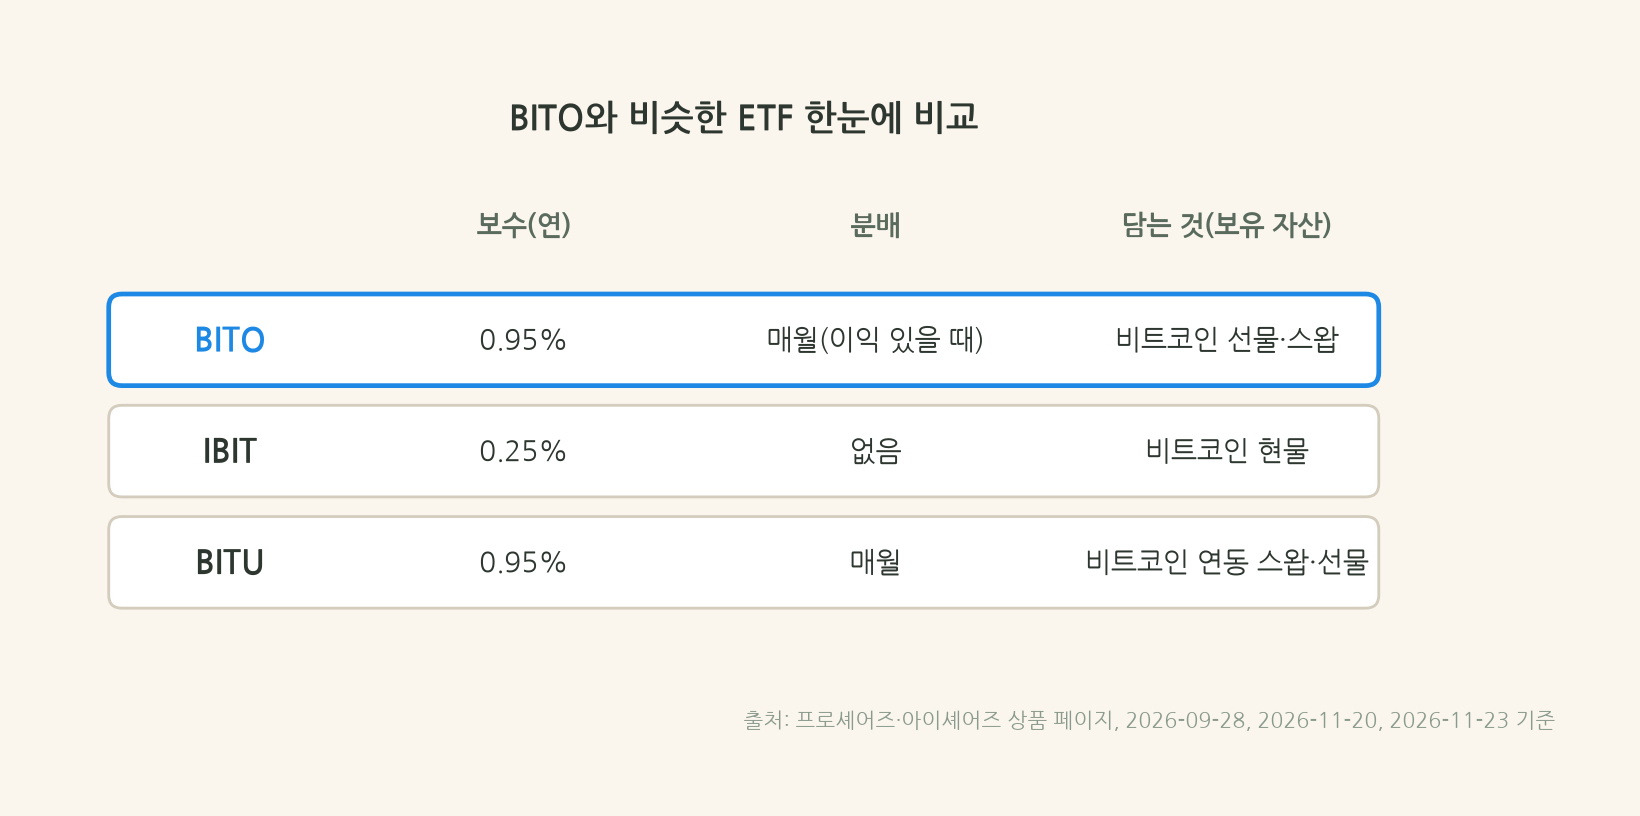 BITO와 비슷한 ETF 한눈에 비교
보수(연) 분배 담는 것(보유 자산)
BITO 0.95% 매월(이익 있을 때) 비트코인 선물·스왑
IBIT 0.25% 없음 비트코인 현물
BITU 0.95% 매월 비트코인 연동 스왑·선물
출처: 프로셰어즈·아이셰어즈 상품 페이지, 2026-09-28, 2026-11-20, 2026-11-23 기준